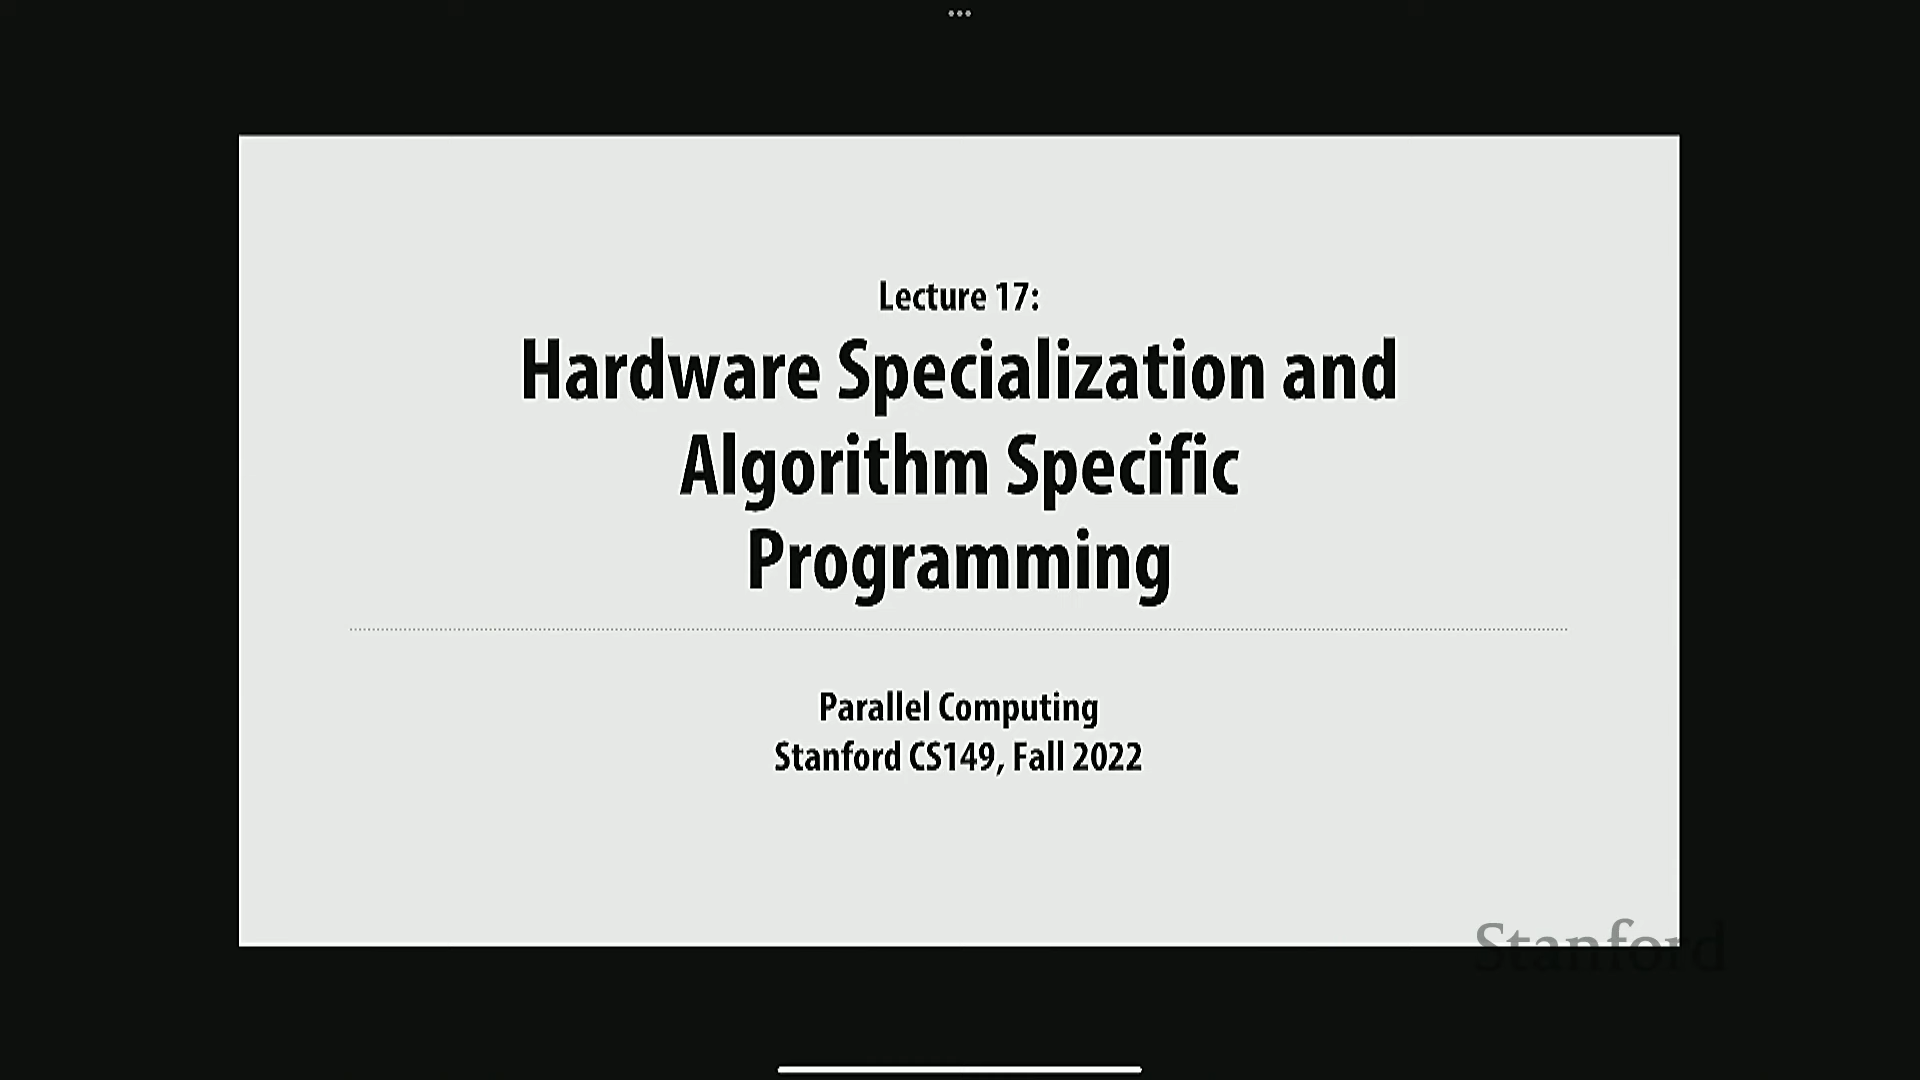 Lecture 17:
Hardware Specialization and
Algorithm Specific
Programming
Parallel Computing
Stanford CS149, Fall 2022
Stanford